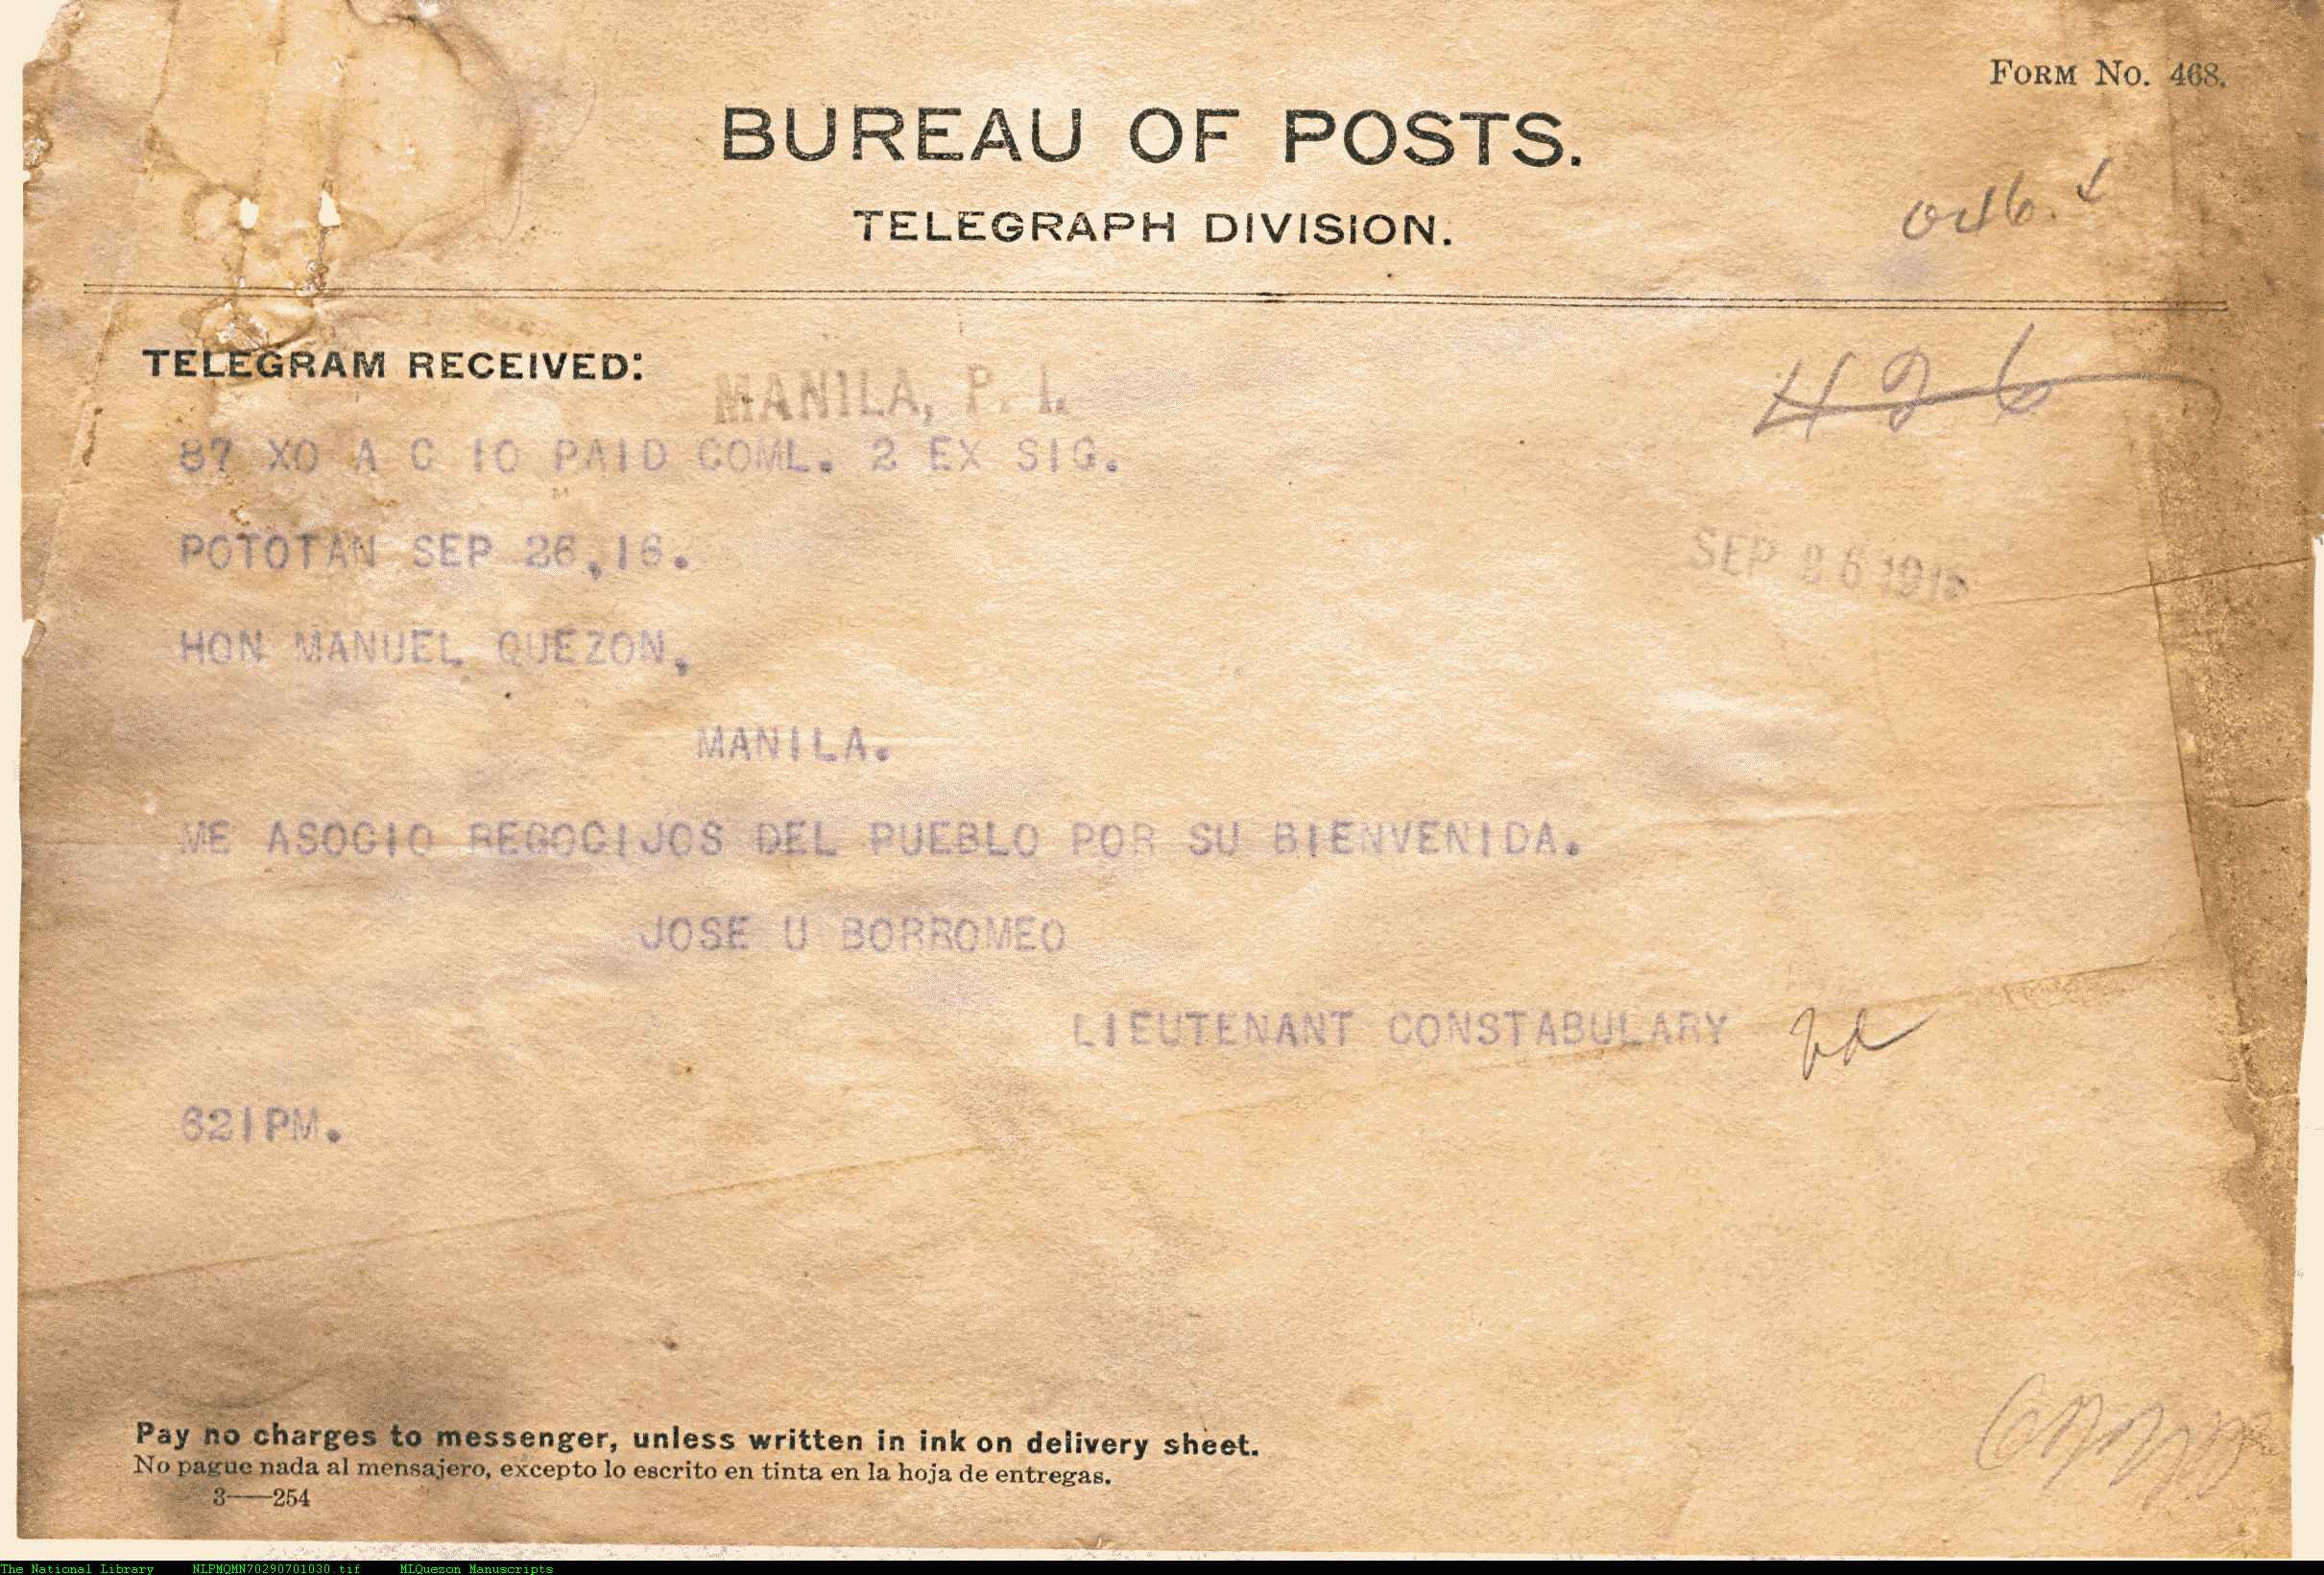 FORM No. 468.
BUREAU OF POSTS.
TELEGRAPH DIVISION.
TELEGRAM RECEIVED:
MANILA, P. I.
426
87 XO A C 10 PAID COML. 2 EX SIG.
POTOTAN SEP 26,16.
SEP 26 1916
HON MANUEL QUEZON,
MANILA.
ME ASOCIO REGOCIJOS DEL PUEBLO POR SU BIENVENIDA.
JOSE U BORROMEO
LIEUTENANT CONSTABULARY
621PM.
Pay no charges to messenger, unless written in ink on delivery sheet.
No pague nada al mensajero, excepto lo escrito en tinta en la hoja de entregas.
3—254
The National Library NLPMQMN70290701030.tif MLQuezon Manuscripts